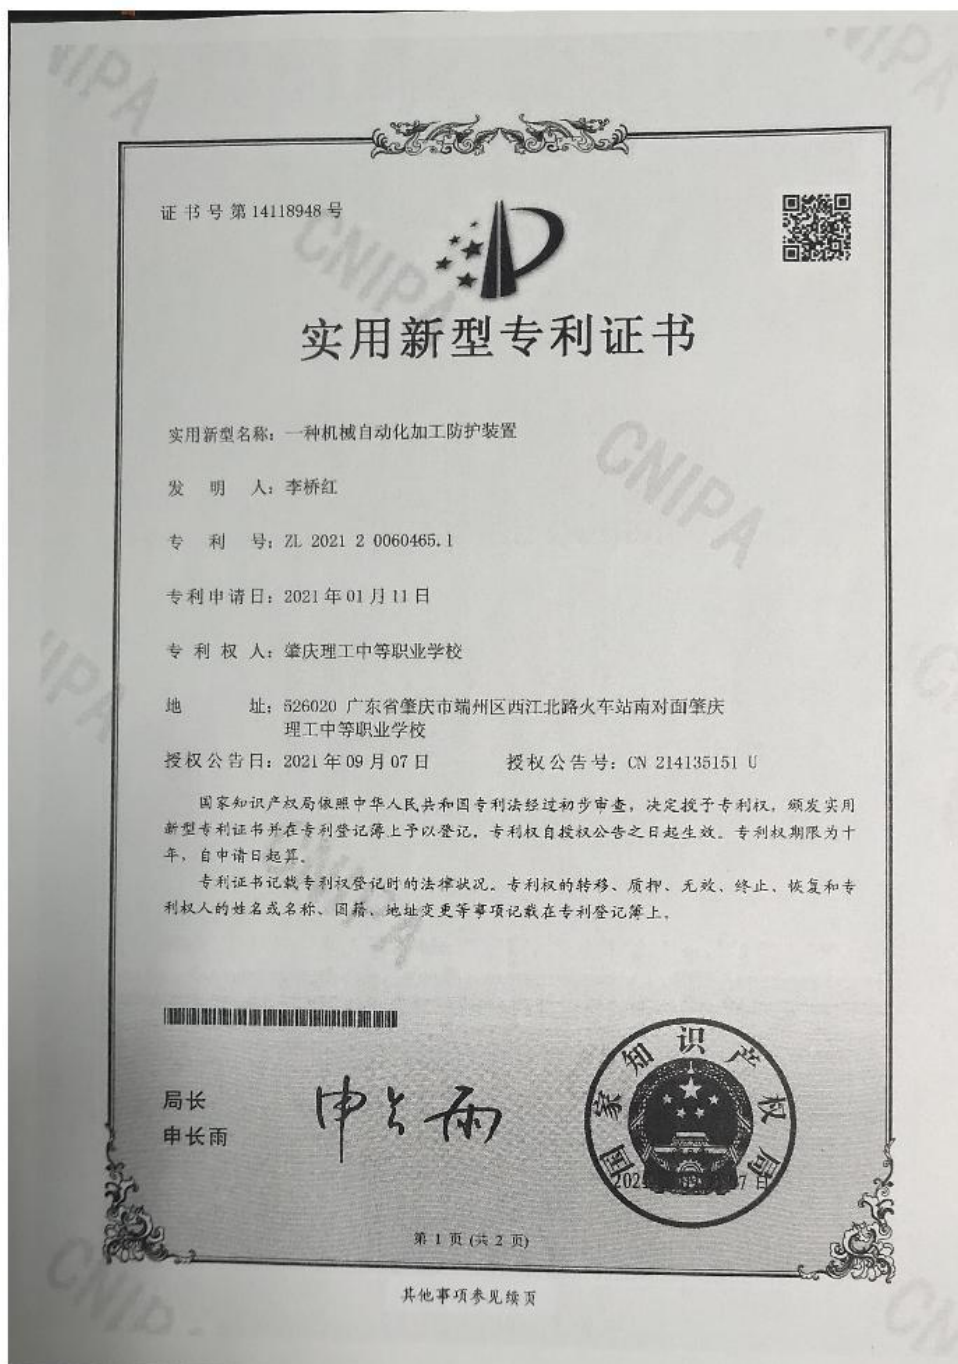 证书号第14118948号
实用新型专利证书
实用新型名称：一种机械自动化加工防护装置
发明人：李桥红
专利号：ZL 2021 2 0060465.1
专利申请日：2021年01月11日
专利权人：肇庆理工中等职业学校
地址：526020 广东省肇庆市端州区西江北路火车站南对面肇庆
理工中等职业学校
授权公告日：2021年09月07日 授权公告号：CN 214135151 U
国家知识产权局依照中华人民共和国专利法经过初步审查，决定授予专利权，颁发实用
新型专利证书并在专利登记簿上予以登记，专利权自授权公告之日起生效。专利权期限为十
年，自申请日起算。
专利证书记载专利权登记时的法律状况。专利权的转移、质押、无效、终止、恢复和专
利权人的姓名或名称、国籍、地址变更等事项记载在专利登记簿上。
局长
申长雨
申长雨
国家知识产权局
第 1 页 (共 2 页)
其他事项参见续页
CNIPA
CNIPA
CNIPA
CNIPA